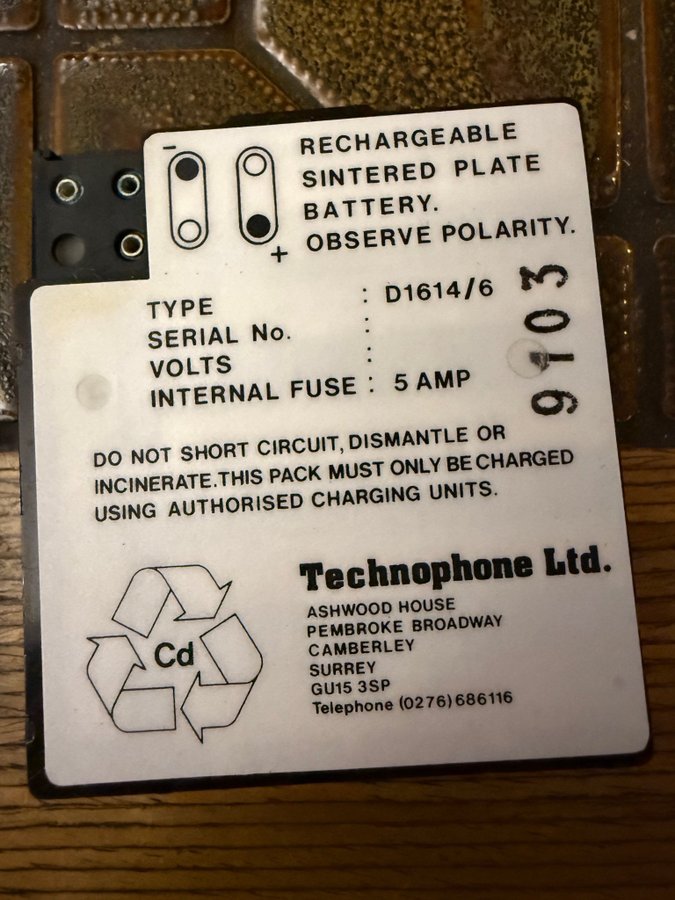 -
+
RECHARGEABLE
SINTERED PLATE
BATTERY.
OBSERVE POLARITY.
TYPE : D1614/6
SERIAL No. :
VOLTS :
INTERNAL FUSE : 5 AMP
9103
DO NOT SHORT CIRCUIT, DISMANTLE OR
INCINERATE.THIS PACK MUST ONLY BE CHARGED
USING AUTHORISED CHARGING UNITS.
Cd
Technophone Ltd.
ASHWOOD HOUSE
PEMBROKE BROADWAY
CAMBERLEY
SURREY
GU15 3SP
Telephone (0276) 686116